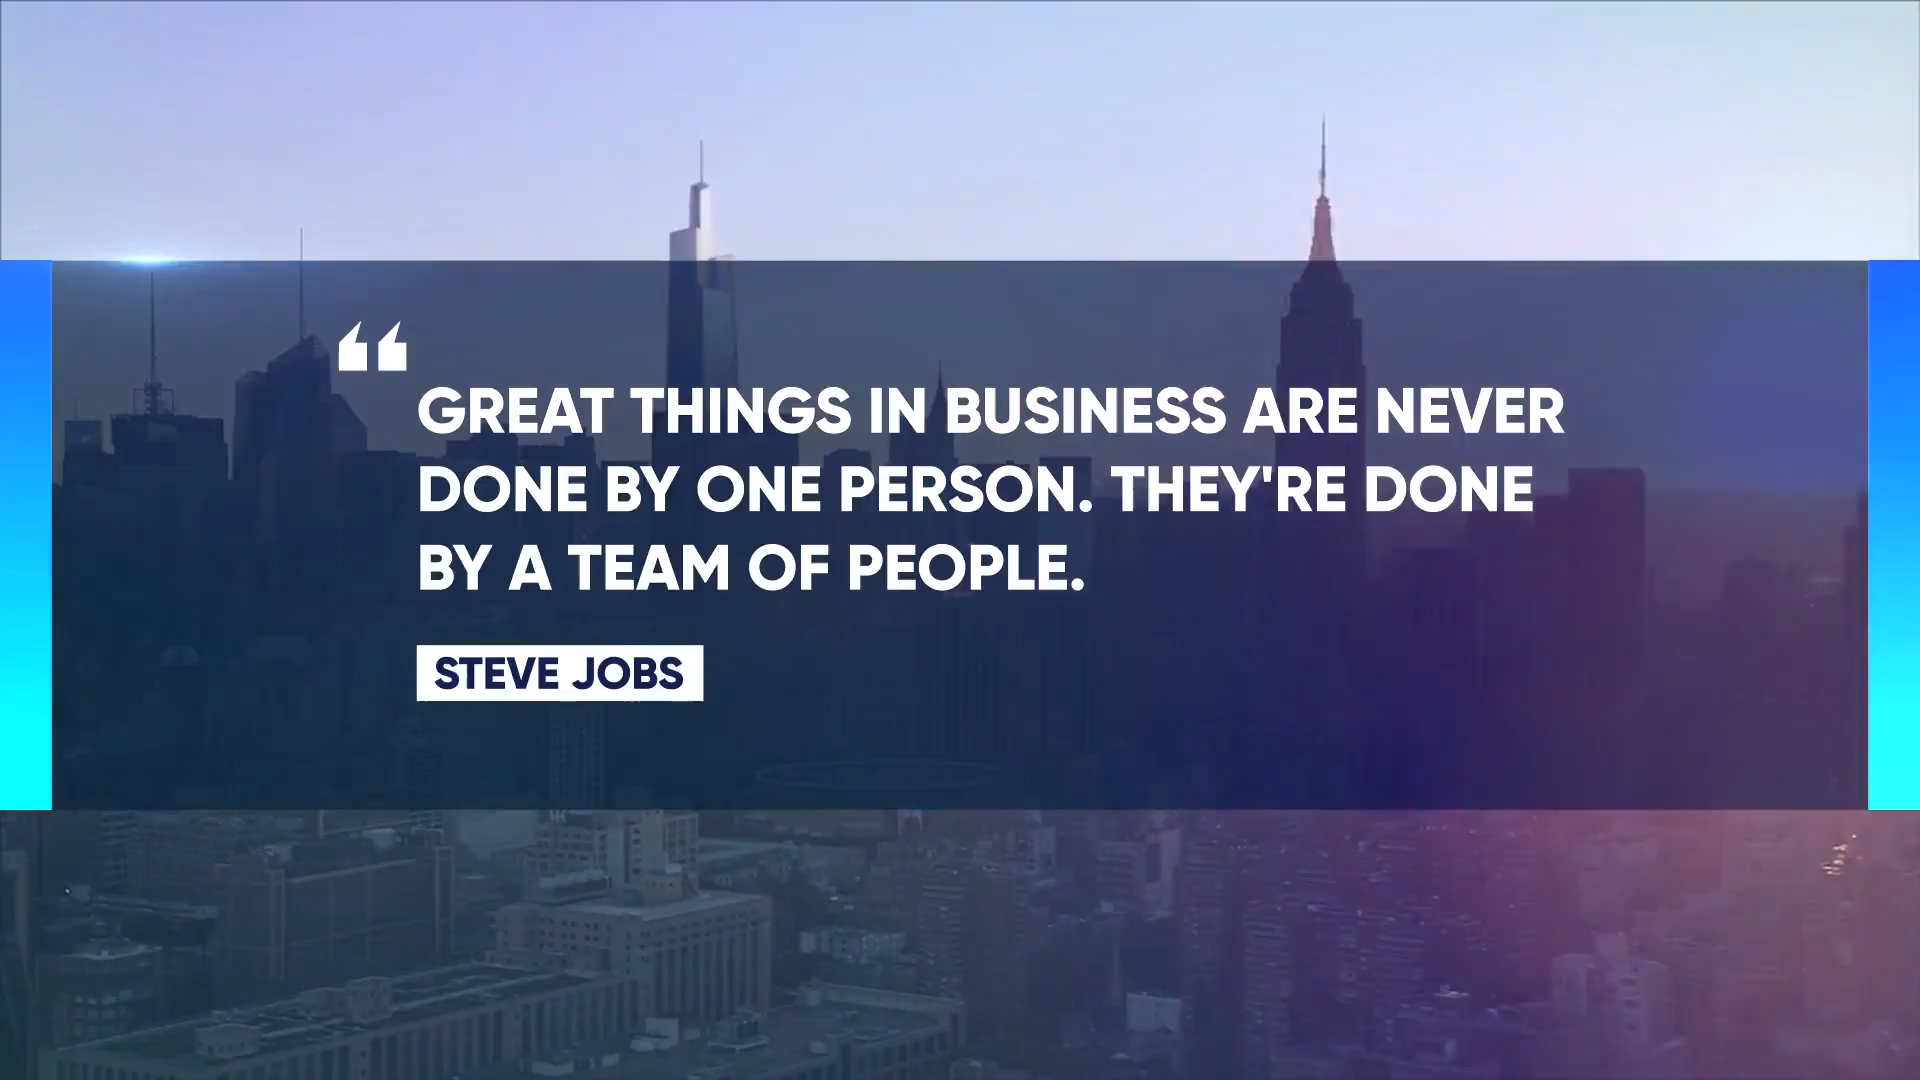 “
GREAT THINGS IN BUSINESS ARE NEVER
DONE BY ONE PERSON. THEY'RE DONE
BY A TEAM OF PEOPLE.
STEVE JOBS